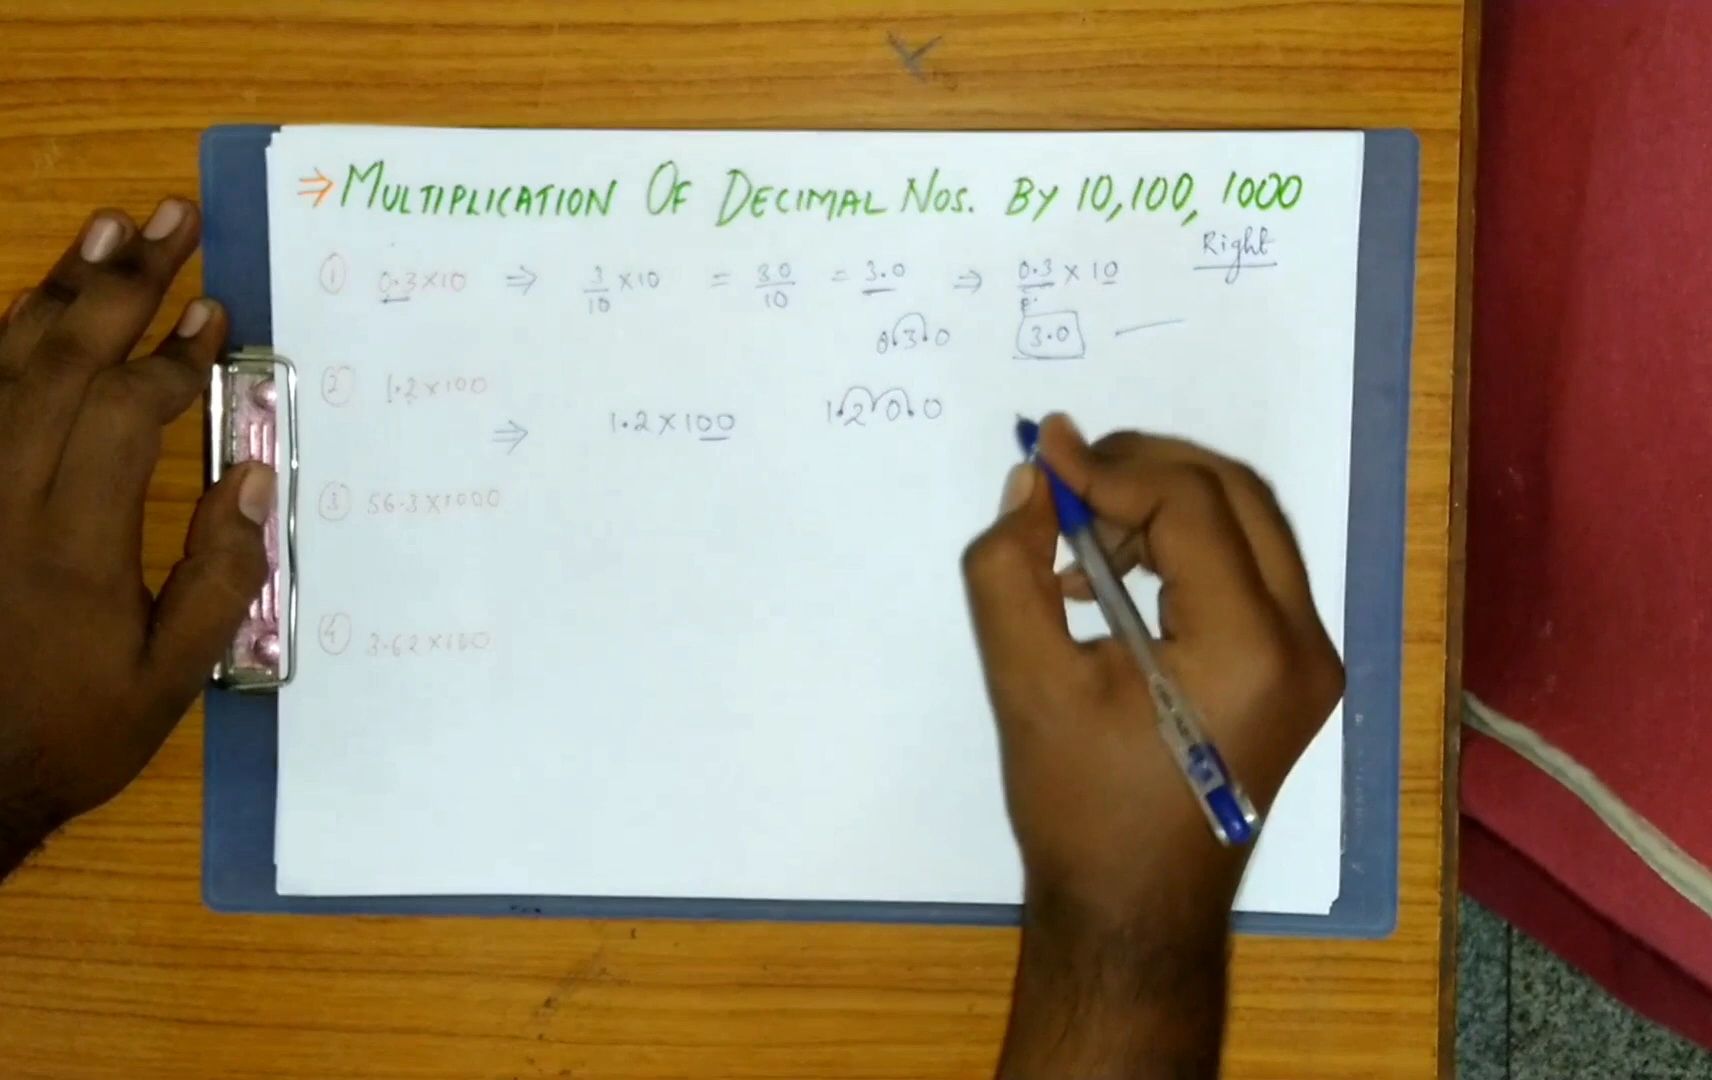 ⇒ MULTIPLICATION OF DECIMAL NOS. BY 10,100, 1000
Right
① 0.3×10 ⇒ 3/10 ×10 = 30/10 = 3.0 ⇒ 0.3 × 10
0.3.0 3.0
② 1.2×100
⇒ 1.2×100 1.20.0
③ 56.3×1000
④ 3.62×100